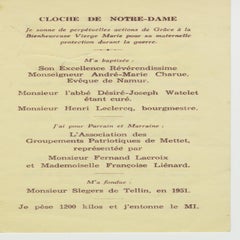 CLOCHE DE NOTRE-DAME
Je sonne de perpétuelles actions de Grâce à la
Bienheureuse Vierge Marie pour sa maternelle
protection durant la guerre.
M'a baptisée :
Son Excellence Révérendissime
Monseigneur André-Marie Charue,
Evêque de Namur.
Monsieur l'abbé Désiré-Joseph Watelet
étant curé.
Monsieur Henri Leclercq, bourgmestre.
J'ai pour Parrain et Marraine :
L'Association des
Groupements Patriotiques de Mettet,
représentée par
Monsieur Fernand Lacroix
et Mademoiselle Françoise Liénard.
M'a fondue :
Monsieur Slegers de Tellin, en 1951.
Je pèse 1200 kilos et j'entonne le MI.